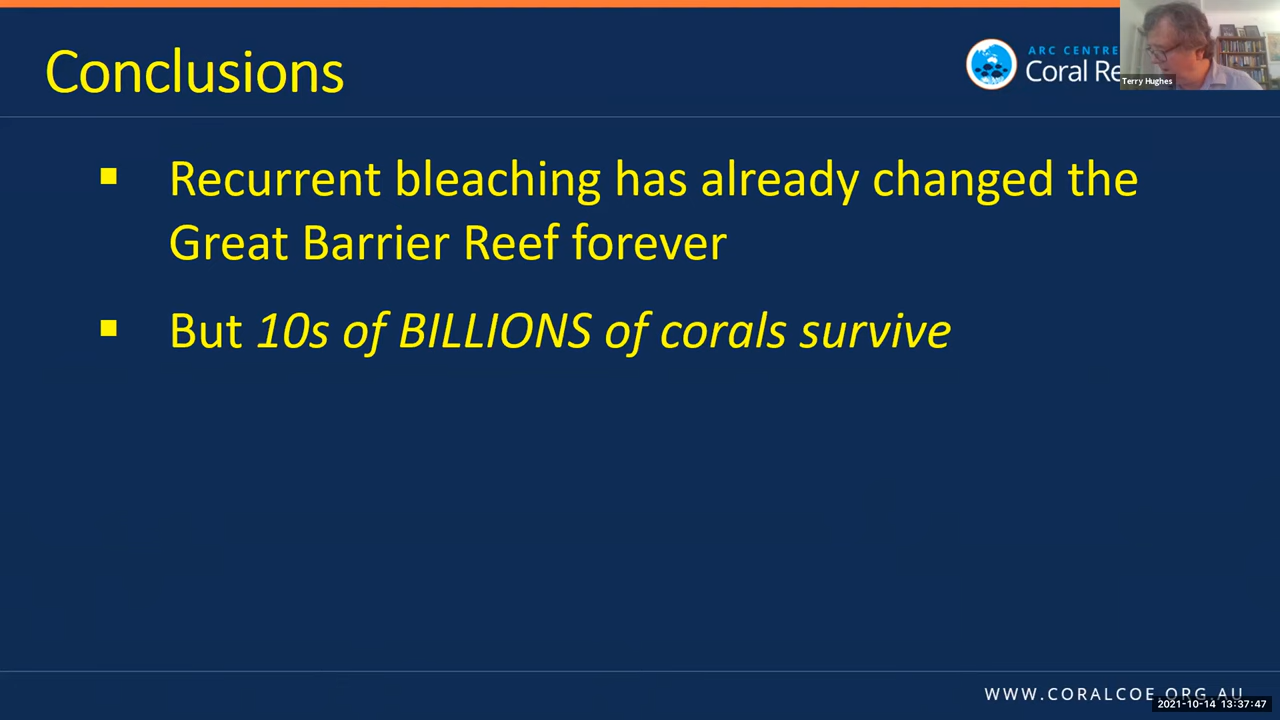 Conclusions
ARC CENTRE
Coral Re
Terry Hughes
▪ Recurrent bleaching has already changed the
Great Barrier Reef forever
▪ But 10s of BILLIONS of corals survive
WWW.CORALCOE.ORG.AU
2021-10-14 13:37:47